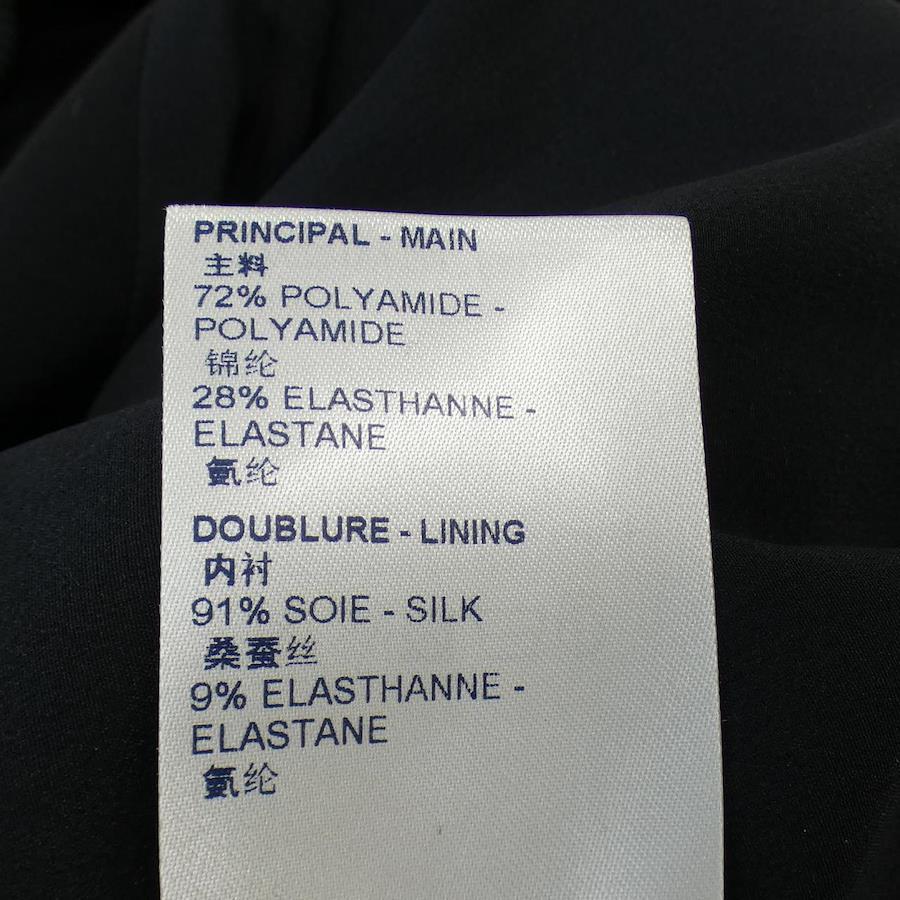 PRINCIPAL - MAIN
主料
72% POLYAMIDE -
POLYAMIDE
锦纶
28% ELASTHANNE -
ELASTANE
氨纶
DOUBLURE - LINING
内衬
91% SOIE - SILK
桑蚕丝
9% ELASTHANNE -
ELASTANE
氨纶